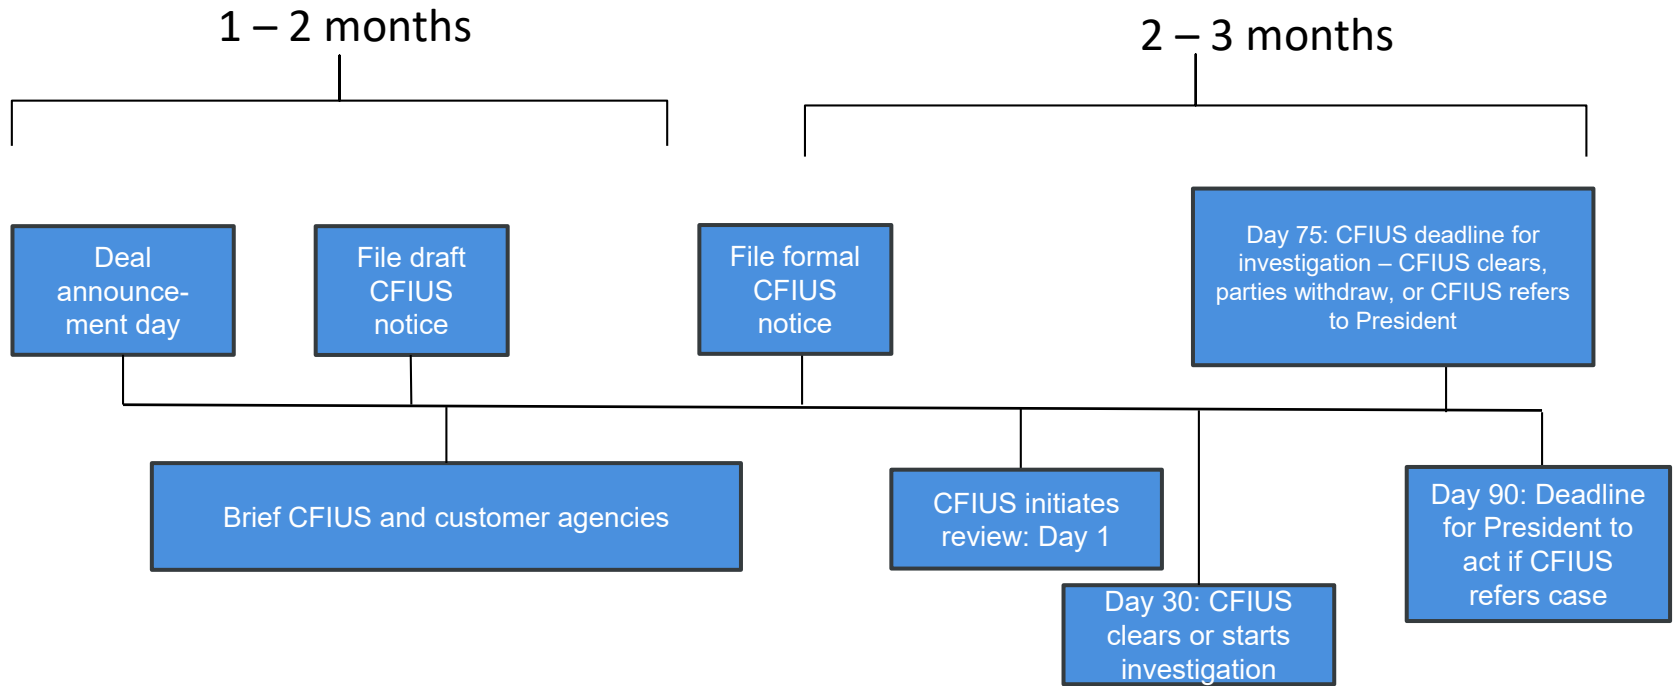 1 – 2 months
2 – 3 months
Deal
announce-
ment day
File draft
CFIUS
notice
File formal
CFIUS
notice
Day 75: CFIUS deadline for
investigation – CFIUS clears,
parties withdraw, or CFIUS refers
to President
Brief CFIUS and customer agencies
CFIUS initiates
review: Day 1
Day 30: CFIUS
clears or starts
investigation
Day 90: Deadline
for President to
act if CFIUS
refers case